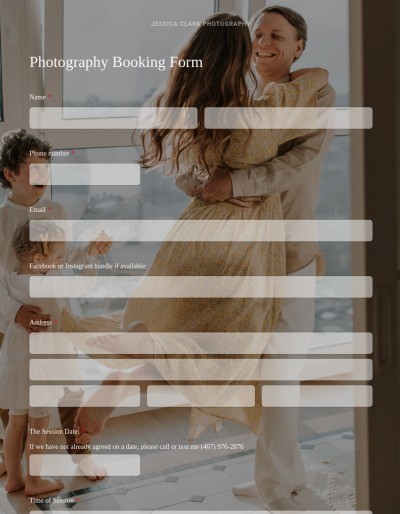 JESSICA CLARK PHOTOGRAPHY
Photography Booking Form
Name *
Phone number *
Email *
Facebook or Instagram handle if available:
Address
The Session Date:
If we have not already agreed on a date, please call or text me (467) 976-2876
Time of Session *